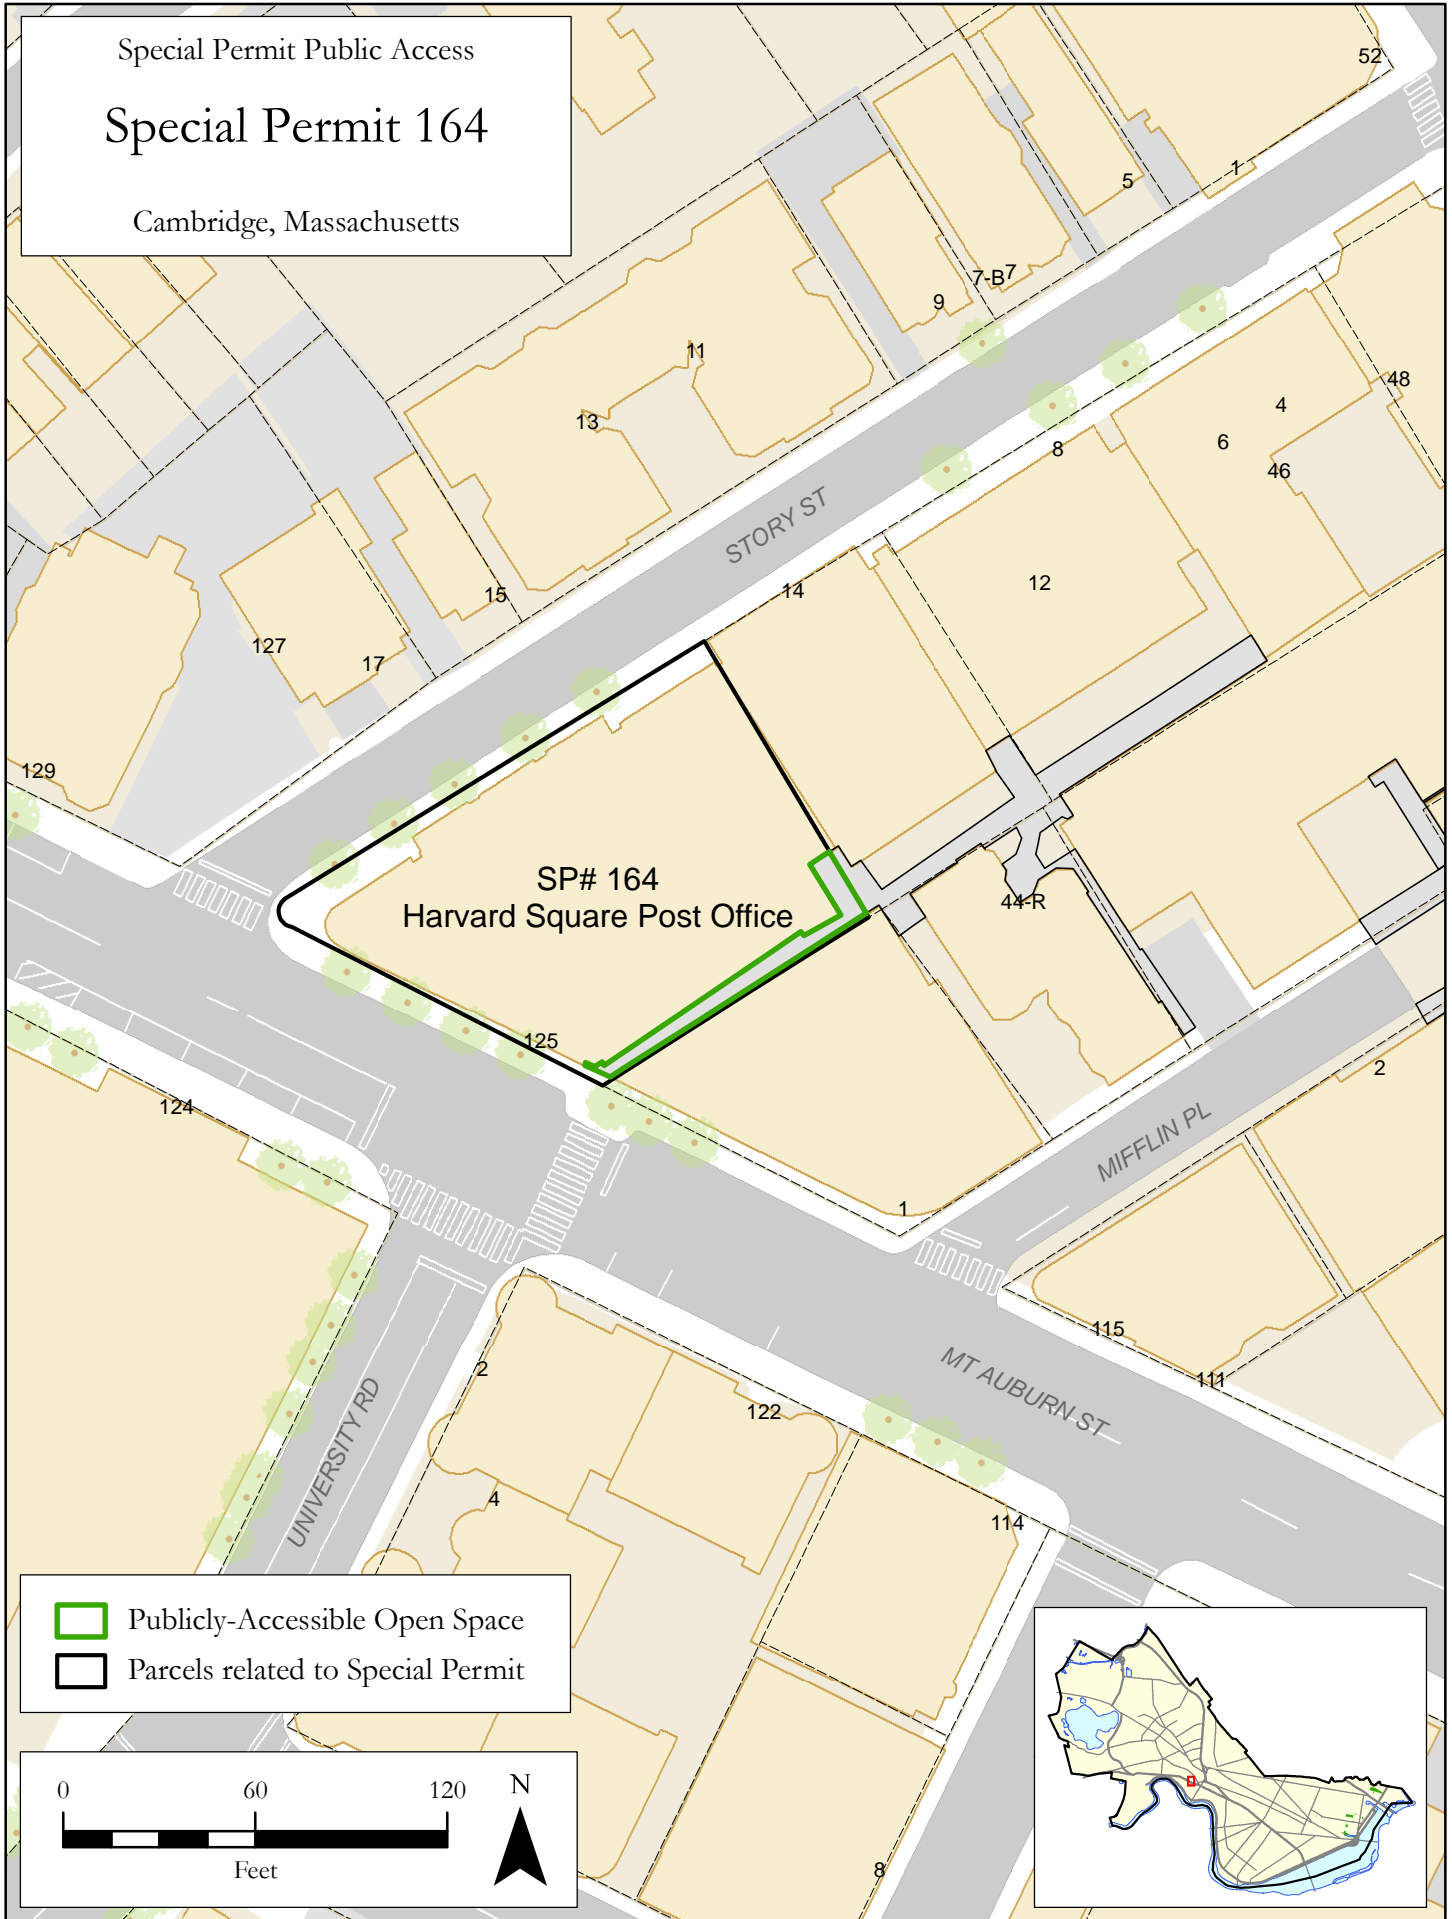 Special Permit Public Access
Special Permit 164
Cambridge, Massachusetts
52
1
5
7-B
7
9
11
13
48
4
6
8
46
STORY ST
14
12
15
127
17
129
SP# 164
Harvard Square Post Office
44-R
125
124
2
MIFFLIN PL
1
115
111
MT AUBURN ST
2
122
UNIVERSITY RD
4
114
8
Publicly-Accessible Open Space
Parcels related to Special Permit
0 60 120
Feet
N